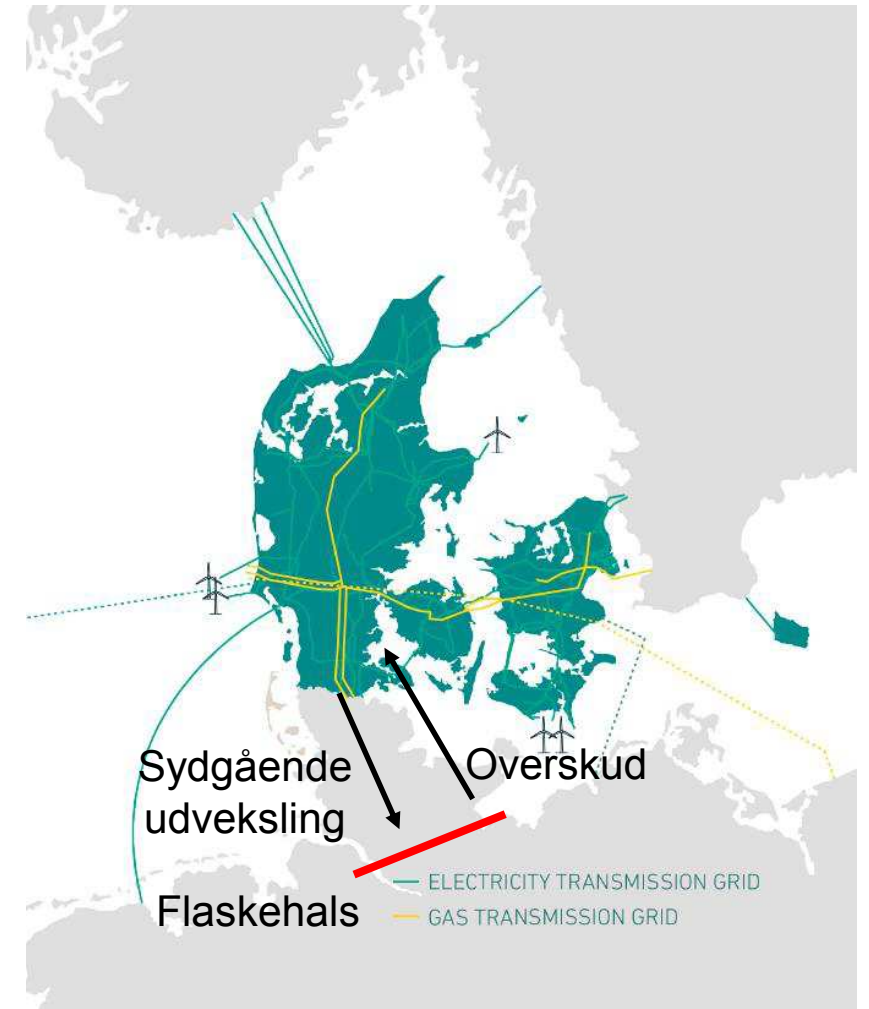 Sydgående
udveksling
Overskud
Flaskehals
ELECTRICITY TRANSMISSION GRID
GAS TRANSMISSION GRID